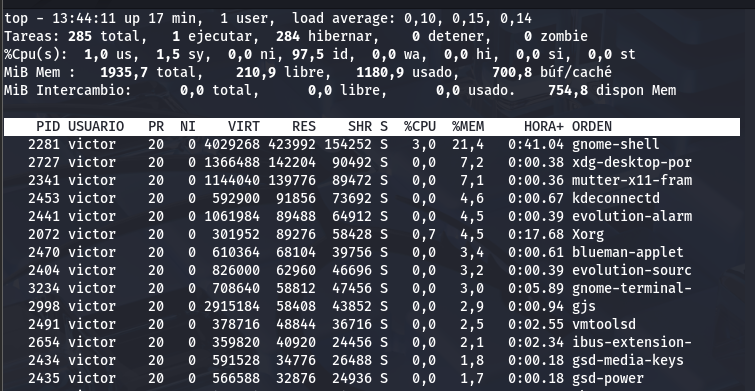 top - 13:44:11 up 17 min,  1 user,  load average: 0,10, 0,15, 0,14
Tareas: 285 total,   1 ejecutar,  284 hibernar,    0 detener,    0 zombie
%Cpu(s):  1,0 us,  1,5 sy,  0,0 ni, 97,5 id,  0,0 wa,  0,0 hi,  0,0 si,  0,0 st
MiB Mem :   1935,7 total,    210,9 libre,   1180,9 usado,    700,8 búf/caché
MiB Intercambio:      0,0 total,      0,0 libre,      0,0 usado.    754,8 dispon Mem
PID USUARIO   PR  NI    VIRT    RES    SHR S  %CPU  %MEM     HORA+ ORDEN
2281 victor    20   0 4029268 423992 154252 S   3,0  21,4   0:41.04 gnome-shell
2727 victor    20   0 1366488 142204  90492 S   0,0   7,2   0:00.38 xdg-desktop-por
2341 victor    20   0 1144040 139776  89472 S   0,0   7,1   0:00.36 mutter-x11-fram
2453 victor    20   0  592900  91856  73692 S   0,0   4,6   0:00.67 kdeconnectd
2441 victor    20   0 1061984  89488  64912 S   0,0   4,5   0:00.39 evolution-alarm
2072 victor    20   0  301952  89276  58428 S   0,7   4,5   0:17.68 Xorg
2470 victor    20   0  610364  68104  39756 S   0,0   3,4   0:00.61 blueman-applet
2404 victor    20   0  826000  62960  46696 S   0,0   3,2   0:00.39 evolution-sourc
3234 victor    20   0  708640  58812  47456 S   0,0   3,0   0:05.89 gnome-terminal-
2998 victor    20   0 2915184  58408  43852 S   0,0   2,9   0:00.94 gjs
2491 victor    20   0  378716  48844  36716 S   0,0   2,5   0:02.55 vmtoolsd
2654 victor    20   0  359820  40920  24456 S   0,0   2,1   0:02.34 ibus-extension-
2434 victor    20   0  591528  34776  26488 S   0,0   1,8   0:00.18 gsd-media-keys
2435 victor    20   0  566588  32876  24936 S   0,0   1,7   0:00.18 gsd-power